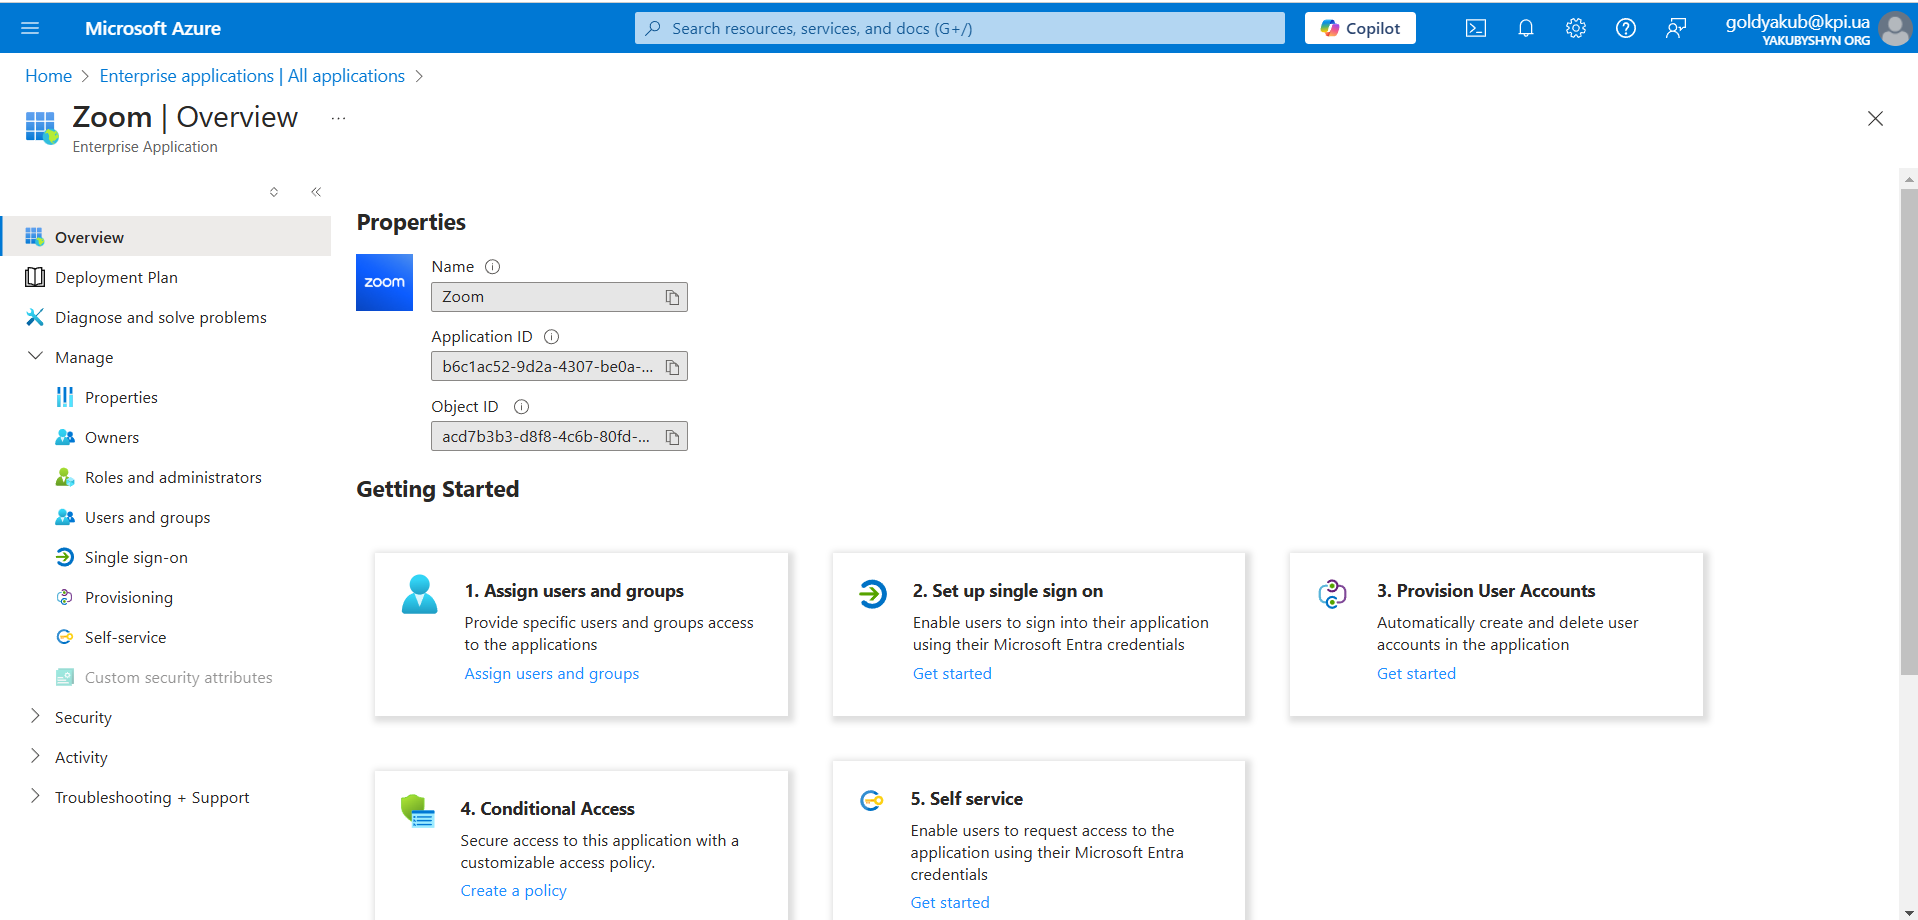 Microsoft Azure
Search resources, services, and docs (G+/)
Copilot
goldyakub@kpi.ua
YAKUBYSHYN ORG
Home > Enterprise applications | All applications >
Zoom | Overview ...
Enterprise Application
Overview
Deployment Plan
Diagnose and solve problems
Manage
Properties
Owners
Roles and administrators
Users and groups
Single sign-on
Provisioning
Self-service
Custom security attributes
Security
Activity
Troubleshooting + Support
Properties
zoom
Name
Zoom
Application ID
b6c1ac52-9d2a-4307-be0a-...
Object ID
acd7b3b3-d8f8-4c6b-80fd-...
Getting Started
1. Assign users and groups
Provide specific users and groups access
to the applications
Assign users and groups
2. Set up single sign on
Enable users to sign into their application
using their Microsoft Entra credentials
Get started
3. Provision User Accounts
Automatically create and delete user
accounts in the application
Get started
4. Conditional Access
Secure access to this application with a
customizable access policy.
Create a policy
5. Self service
Enable users to request access to the
application using their Microsoft Entra
credentials
Get started